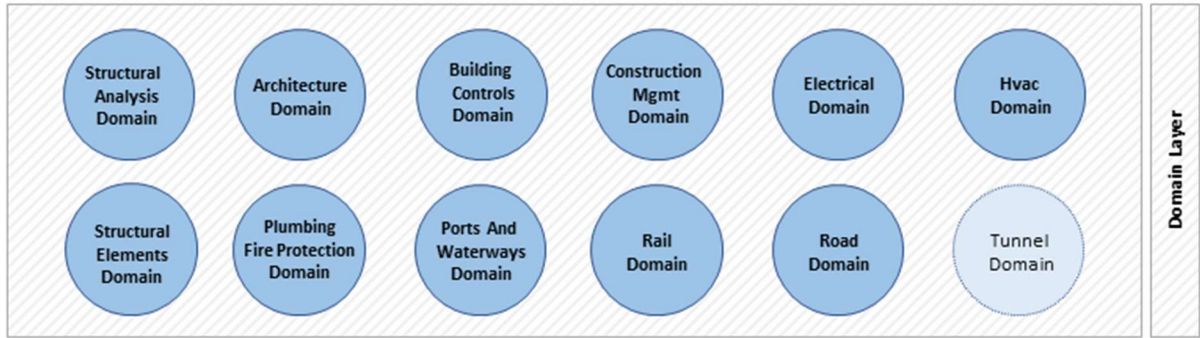 Structural
Analysis
Domain
Architecture
Domain
Building
Controls
Domain
Construction
Mgmt
Domain
Electrical
Domain
Hvac
Domain
Structural
Elements
Domain
Plumbing
Fire Protection
Domain
Ports And
Waterways
Domain
Rail
Domain
Road
Domain
Tunnel
Domain
Domain Layer